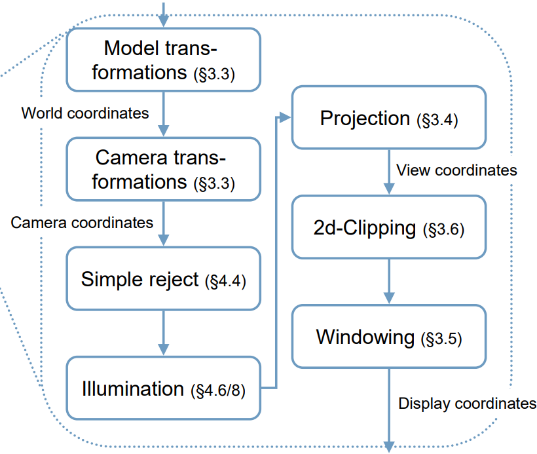 Model trans-
formations (§3.3)
World coordinates
Camera trans-
formations (§3.3)
Camera coordinates
Simple reject (§4.4)
Illumination (§4.6/8)
Projection (§3.4)
View coordinates
2d-Clipping (§3.6)
Windowing (§3.5)
Display coordinates